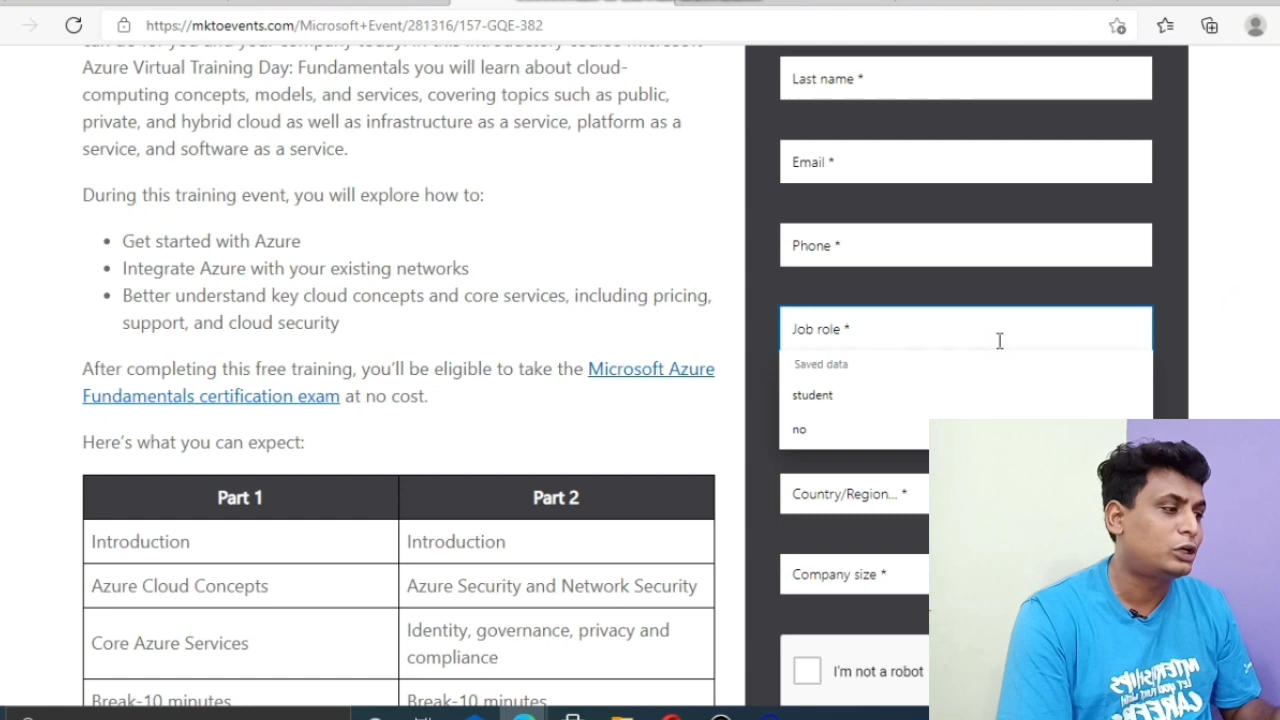 https://mktoevents.com/Microsoft+Event/281316/157-GQE-382
Azure Virtual Training Day: Fundamentals you will learn about cloud-
computing concepts, models, and services, covering topics such as public,
private, and hybrid cloud as well as infrastructure as a service, platform as a
service, and software as a service.
During this training event, you will explore how to:
Get started with Azure
Integrate Azure with your existing networks
Better understand key cloud concepts and core services, including pricing,
support, and cloud security
After completing this free training, you’ll be eligible to take the Microsoft Azure
Fundamentals certification exam at no cost.
Here’s what you can expect:
Part 1 Part 2
Introduction Introduction
Azure Cloud Concepts Azure Security and Network Security
Core Azure Services Identity, governance, privacy and
compliance
Break-10 minutes Break-10 minutes
Last name *
Email *
Phone *
Job role *
Saved data
student
no
Country/Region... *
Company size *
I'm not a robot
INTERNSHIPS
CAREERS